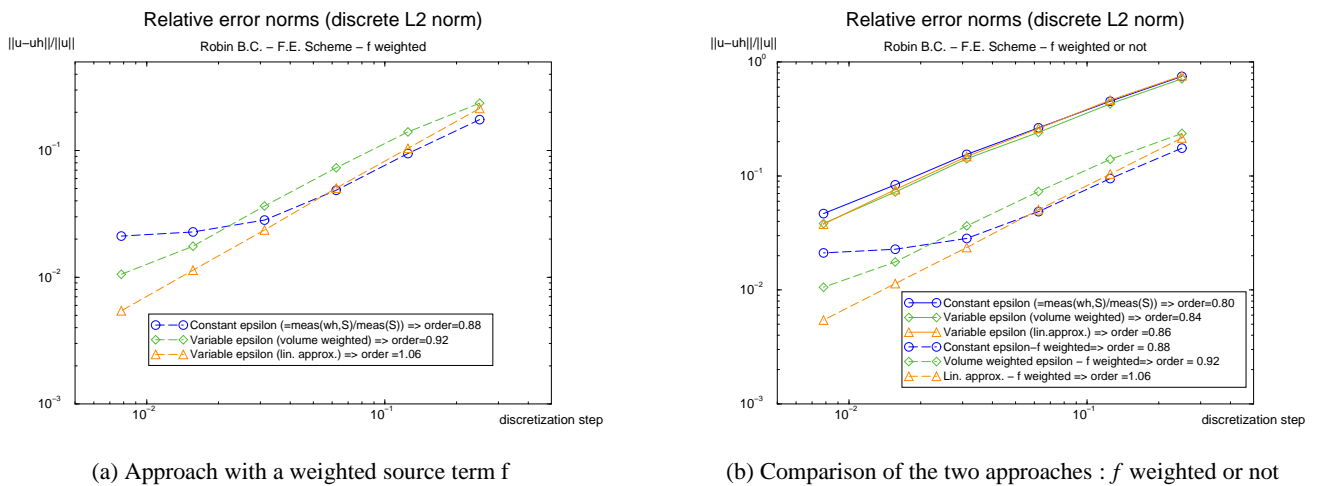 Relative error norms (discrete L2 norm)
||u−uh||/||u||
Robin B.C. − F.E. Scheme − f weighted
10^−1
10^−2
10^−3
10^−2
10^−1
discretization step
Constant epsilon (=meas(wh,S)/meas(S)) => order=0.88
Variable epsilon (volume weighted) => order=0.92
Variable epsilon (lin. approx.) => order =1.06
(a) Approach with a weighted source term f
Relative error norms (discrete L2 norm)
||u−uh||/||u||
Robin B.C. − F.E. Scheme − f weighted or not
10^0
10^−1
10^−2
10^−3
10^−2
10^−1
discretization step
Constant epsilon (=meas(wh,S)/meas(S)) => order=0.80
Variable epsilon (volume weighted) => order=0.84
Variable epsilon (lin.approx.) => order =0.86
Constant epsilon−f weighted=> order = 0.88
Volume weighted epsilon − f weighted=> order = 0.92
Lin. approx. − f weighted => order =1.06
(b) Comparison of the two approaches : f weighted or not